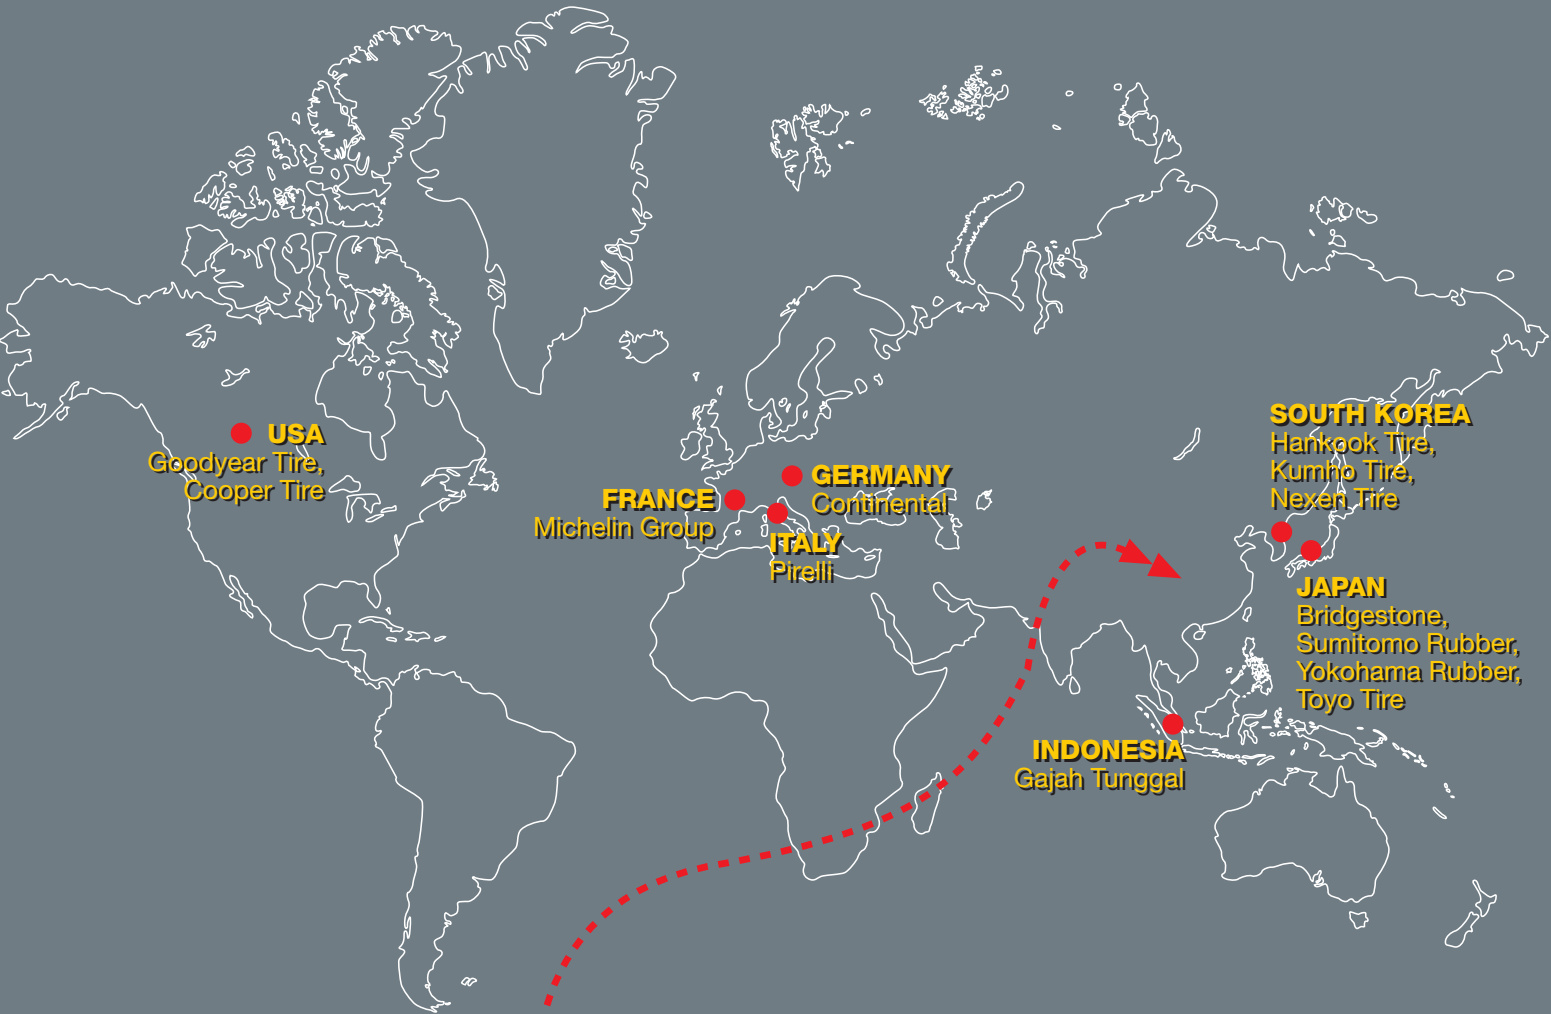 USA
Goodyear Tire,
Cooper Tire
FRANCE
Michelin Group
GERMANY
Continental
ITALY
Pirelli
SOUTH KOREA
Hankook Tire,
Kumho Tire,
Nexen Tire
JAPAN
Bridgestone,
Sumitomo Rubber,
Yokohama Rubber,
Toyo Tire
INDONESIA
Gajah Tunggal